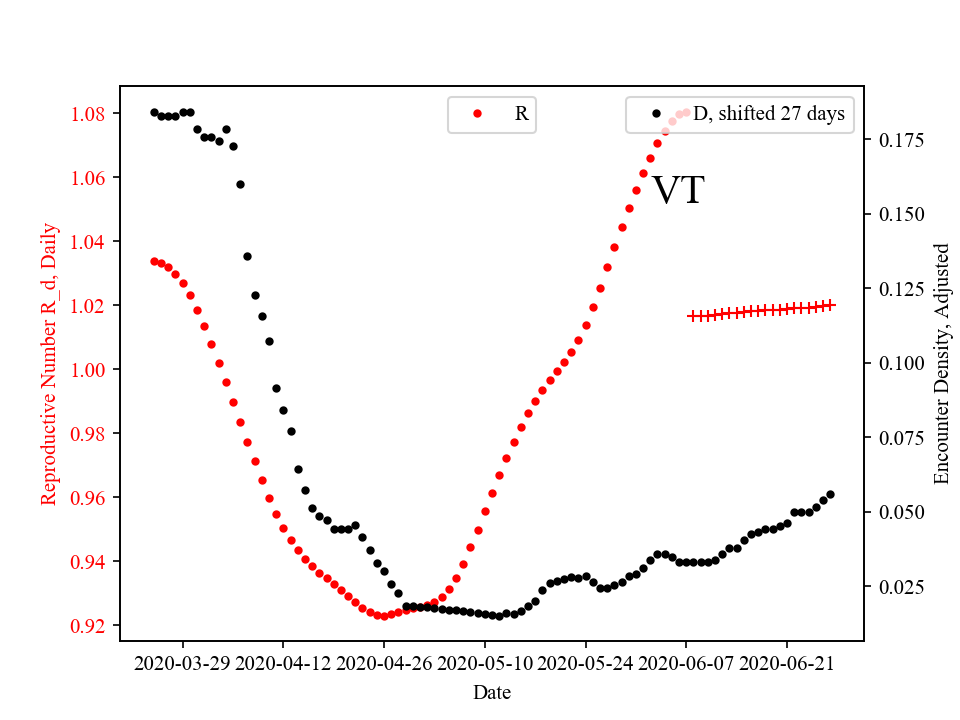 R
D, shifted 27 days
VT
Reproductive Number R_d, Daily
1.08
1.06
1.04
1.02
1.00
0.98
0.96
0.94
0.92
0.175
0.150
0.125
0.100
0.075
0.050
0.025
Encounter Density, Adjusted
2020-03-29 2020-04-12 2020-04-26 2020-05-10 2020-05-24 2020-06-07 2020-06-21
Date